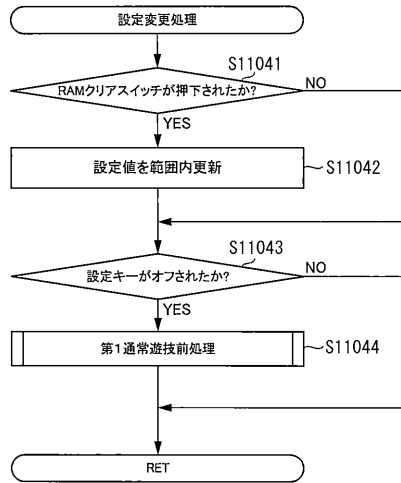 設定変更処理
S11041
RAMクリアスイッチが押下されたか?
NO
YES
設定値を範囲内更新
S11042
S11043
設定キーがオフされたか?
NO
YES
第1通常遊技前処理
S11044
RET